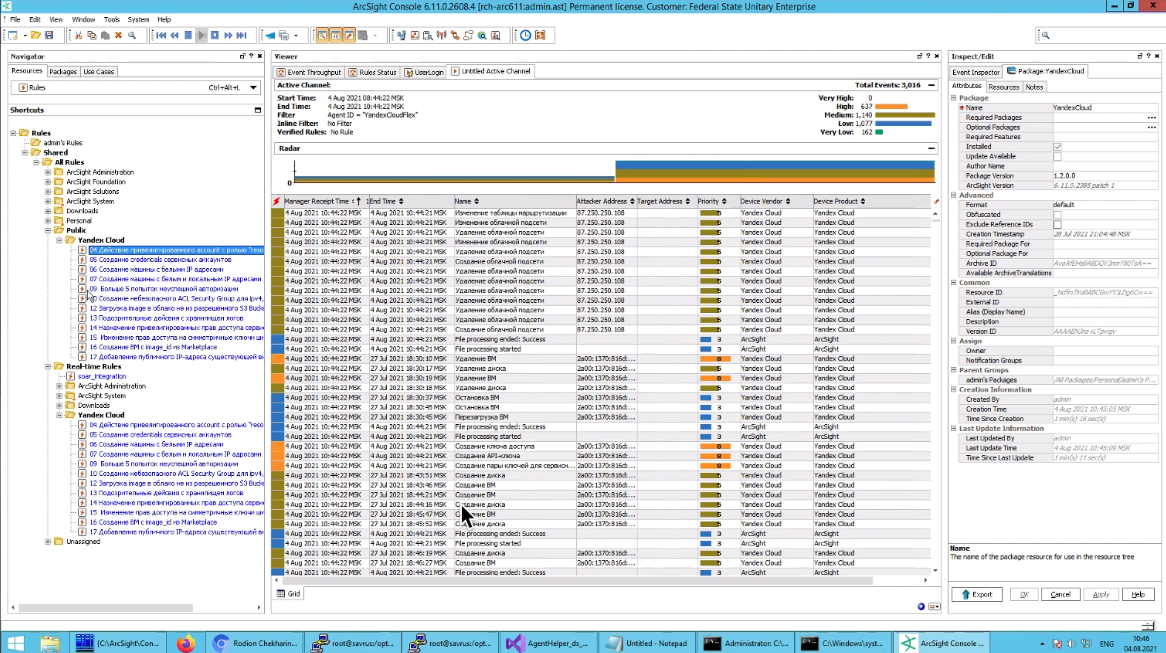 ArcSight Console 6.11.0.2608.4 [rch-arc611:admin.ast] Permanent license. Customer: Federal State Unitary Enterprise
File Edit View Window Tools System Help
Navigator
Resources Packages Use Cases
Rules Ctrl+Alt+L
Shortcuts
Rules
admin's Rules
Shared
All Rules
ArcSight Administration
ArcSight Foundation
ArcSight Solutions
ArcSight System
Downloads
Personal
Public
Yandex Cloud
04 Действие привелигированного account с ролью "reso
05 Создание credentials сервисных аккаунтов
06 Создание машины с белыми IP адресами
07 Создание машины с белым и локальным IP адресами
09 Больше 5 попыток неуспешной авторизации
10 Создание небезопасного ACL Security Group для ipv4,
12 Загрузка image в облако не из разрешенного S3 Bucke
13 Подозрительные дейсвия с хранилищем логов
14 Назначение привелигированных прав доступа на серви
15 Изменение прав доступа на симметричные ключи ши
16 Создание ВМ с image_id из Marketplace
17 Добавление публичного IP-адреса существующей в
Real-time Rules
soar_integration
ArcSight Administration
ArcSight System
Downloads
Yandex Cloud
04 Действие привелигированного account с ролью "reso
05 Создание credentials сервисных аккаунтов
06 Создание машины с белыми IP адресами
07 Создание машины с белым и локальным IP адресами
09 Больше 5 попыток неуспешной авторизации
10 Создание небезопасного ACL Security Group для ipv4,
12 Загрузка image в облако не из разрешенного S3 Bucke
13 Подозрительные дейсвия с хранилищем логов
14 Назначение привелигированных прав доступа на серви
15 Изменение прав доступа на симметричные ключи ши
16 Создание ВМ с image_id из Marketplace
17 Добавление публичного IP-адреса существующей в
Unassigned
Viewer
Event Throughput Rules Status UserLogin Untitled Active Channel
Active Channel: Total Events: 3,016
Start Time: 4 Aug 2021 08:44:22 MSK Very High: 0
End Time: 4 Aug 2021 10:44:22 MSK High: 637
Filter Agent ID = "YandexCloudFlex" Medium: 1,140
Inline Filter: No Filter Low: 1,077
Verified Rules: No Rule Very Low: 162
Radar
0
Manager Receipt Time 1 End Time Name Attacker Address Target Address Priority Device Vendor Device Product
4 Aug 2021 10:44:22 MSK 4 Aug 2021 10:44:21 MSK Изменение таблицы маршрутизации 87.250.250.108 5 Yandex Cloud Yandex Cloud
4 Aug 2021 10:44:22 MSK 4 Aug 2021 10:44:21 MSK Изменение облачной подсети 87.250.250.108 5 Yandex Cloud Yandex Cloud
4 Aug 2021 10:44:22 MSK 4 Aug 2021 10:44:21 MSK Создание облачной подсети 87.250.250.108 5 Yandex Cloud Yandex Cloud
4 Aug 2021 10:44:22 MSK 4 Aug 2021 10:44:21 MSK Изменение облачной подсети 87.250.250.108 5 Yandex Cloud Yandex Cloud
4 Aug 2021 10:44:22 MSK 4 Aug 2021 10:44:21 MSK Создание облачной подсети 87.250.250.108 5 Yandex Cloud Yandex Cloud
4 Aug 2021 10:44:22 MSK 4 Aug 2021 10:44:21 MSK Изменение облачной подсети 87.250.250.108 5 Yandex Cloud Yandex Cloud
4 Aug 2021 10:44:22 MSK 4 Aug 2021 10:44:21 MSK Создание облачной подсети 87.250.250.108 5 Yandex Cloud Yandex Cloud
4 Aug 2021 10:44:22 MSK 4 Aug 2021 10:44:21 MSK Создание облачной подсети 87.250.250.108 5 Yandex Cloud Yandex Cloud
4 Aug 2021 10:44:22 MSK 4 Aug 2021 10:44:21 MSK Создание облачной подсети 87.250.250.108 5 Yandex Cloud Yandex Cloud
4 Aug 2021 10:44:22 MSK 4 Aug 2021 10:44:21 MSK Создание облачной подсети 87.250.250.108 5 Yandex Cloud Yandex Cloud
4 Aug 2021 10:44:22 MSK 4 Aug 2021 10:44:21 MSK Создание облачной подсети 87.250.250.108 5 Yandex Cloud Yandex Cloud
4 Aug 2021 10:44:22 MSK 4 Aug 2021 10:44:21 MSK Создание облачной подсети 87.250.250.108 5 Yandex Cloud Yandex Cloud
4 Aug 2021 10:44:22 MSK 4 Aug 2021 10:44:21 MSK Создание облачной подсети 87.250.250.108 5 Yandex Cloud Yandex Cloud
4 Aug 2021 10:44:22 MSK 4 Aug 2021 10:44:21 MSK File processing ended: Success 3 ArcSight ArcSight
4 Aug 2021 10:44:22 MSK 4 Aug 2021 10:44:21 MSK File processing started 3 ArcSight ArcSight
4 Aug 2021 10:44:22 MSK 27 Jul 2021 18:30:10 MSK Удаление ВМ 2a00:1370:816d:... 8 Yandex Cloud Yandex Cloud
4 Aug 2021 10:44:22 MSK 27 Jul 2021 18:30:17 MSK Удаление диска 2a00:1370:816d:... 5 Yandex Cloud Yandex Cloud
4 Aug 2021 10:44:22 MSK 27 Jul 2021 18:30:19 MSK Удаление ВМ 2a00:1370:816d:... 8 Yandex Cloud Yandex Cloud
4 Aug 2021 10:44:22 MSK 27 Jul 2021 18:30:18 MSK Удаление диска 2a00:1370:816d:... 5 Yandex Cloud Yandex Cloud
4 Aug 2021 10:44:22 MSK 27 Jul 2021 18:30:37 MSK Остановка ВМ 2a00:1370:816d:... 3 Yandex Cloud Yandex Cloud
4 Aug 2021 10:44:22 MSK 27 Jul 2021 18:30:45 MSK Остановка ВМ 2a00:1370:816d:... 3 Yandex Cloud Yandex Cloud
4 Aug 2021 10:44:22 MSK 27 Jul 2021 18:30:45 MSK Перезагрузка ВМ 2a00:1370:816d:... 3 Yandex Cloud Yandex Cloud
4 Aug 2021 10:44:22 MSK 4 Aug 2021 10:44:21 MSK File processing ended: Success 3 ArcSight ArcSight
4 Aug 2021 10:44:22 MSK 4 Aug 2021 10:44:21 MSK File processing started 3 ArcSight ArcSight
4 Aug 2021 10:44:22 MSK 4 Aug 2021 10:44:21 MSK Создание ключа доступа 2a00:1370:816d:... 8 Yandex Cloud Yandex Cloud
4 Aug 2021 10:44:22 MSK 4 Aug 2021 10:44:21 MSK Создание API-ключа 2a00:1370:816d:... 8 Yandex Cloud Yandex Cloud
4 Aug 2021 10:44:22 MSK 4 Aug 2021 10:44:21 MSK Создание пары ключей для сервисн... 2a00:1370:816d:... 8 Yandex Cloud Yandex Cloud
4 Aug 2021 10:44:22 MSK 27 Jul 2021 18:43:51 MSK Создание диска 2a00:1370:816d:... 5 Yandex Cloud Yandex Cloud
4 Aug 2021 10:44:22 MSK 27 Jul 2021 18:43:46 MSK Создание ВМ 2a00:1370:816d:... 5 Yandex Cloud Yandex Cloud
4 Aug 2021 10:44:22 MSK 27 Jul 2021 18:44:21 MSK Создание ВМ 2a00:1370:816d:... 5 Yandex Cloud Yandex Cloud
4 Aug 2021 10:44:22 MSK 27 Jul 2021 18:44:16 MSK Создание диска 2a00:1370:816d:... 5 Yandex Cloud Yandex Cloud
4 Aug 2021 10:44:22 MSK 27 Jul 2021 18:45:47 MSK ВМ 2a00:1370:816d:... 5 Yandex Cloud Yandex Cloud
4 Aug 2021 10:44:22 MSK 27 Jul 2021 18:45:52 MSK диска 2a00:1370:816d:... 5 Yandex Cloud Yandex Cloud
4 Aug 2021 10:44:22 MSK 4 Aug 2021 10:44:21 MSK File processing ended: Success 3 ArcSight ArcSight
4 Aug 2021 10:44:22 MSK 4 Aug 2021 10:44:21 MSK File processing started 3 ArcSight ArcSight
4 Aug 2021 10:44:22 MSK 27 Jul 2021 18:46:19 MSK Создание диска 2a00:1370:816d:... 5 Yandex Cloud Yandex Cloud
4 Aug 2021 10:44:22 MSK 27 Jul 2021 18:46:27 MSK Создание ВМ 2a00:1370:816d:... 5 Yandex Cloud Yandex Cloud
4 Aug 2021 10:44:22 MSK 4 Aug 2021 10:44:21 MSK File processing ended: Success 3 ArcSight ArcSight
Grid
Inspect/Edit
Event Inspector Package:YandexCloud
Attributes Resources Notes
Package
Name YandexCloud
Required Packages
Optional Packages
Required Features
Installed
Update Available
Author Name
Package Version 1.2.0.0
ArcSight Version 6.11.0.2385 patch 1
Advanced
Format default
Obfuscated
Exclude Reference IDs
Creation Timestamp 28 Jul 2021 21:04:48 MSK
Required Package For
Optional Package For
Archive ID
Available ArchiveTranslations
Common
Resource ID
External ID
Alias (Display Name)
Description
Version ID
Assign
Owner
Notification Groups
Parent Groups
admin's Packages /All Packages/Personal/admin's P...
Creation Information
Created By admin
Creation Time 4 Aug 2021 10:45:05 MSK
Time Since Creation 1 min(s) 16 sec(s)
Last Update Information
Last Updated By admin
Last Update Time 4 Aug 2021 10:45:09 MSK
Time Since Last Update 1 min(s) 11 sec(s)
Name
The name of the package resource for use in the resource tree
Export OK Cancel Apply Help
{C:\ArcSight\Con... Rodion Chekharin... root@savrus/opt... root@savrus/opt... AgentHelper_dx_... Untitled - Notepad Administrator: C:\... C:\Windows\syst... ArcSight Console ...
ENG 10:46
04.08.2021